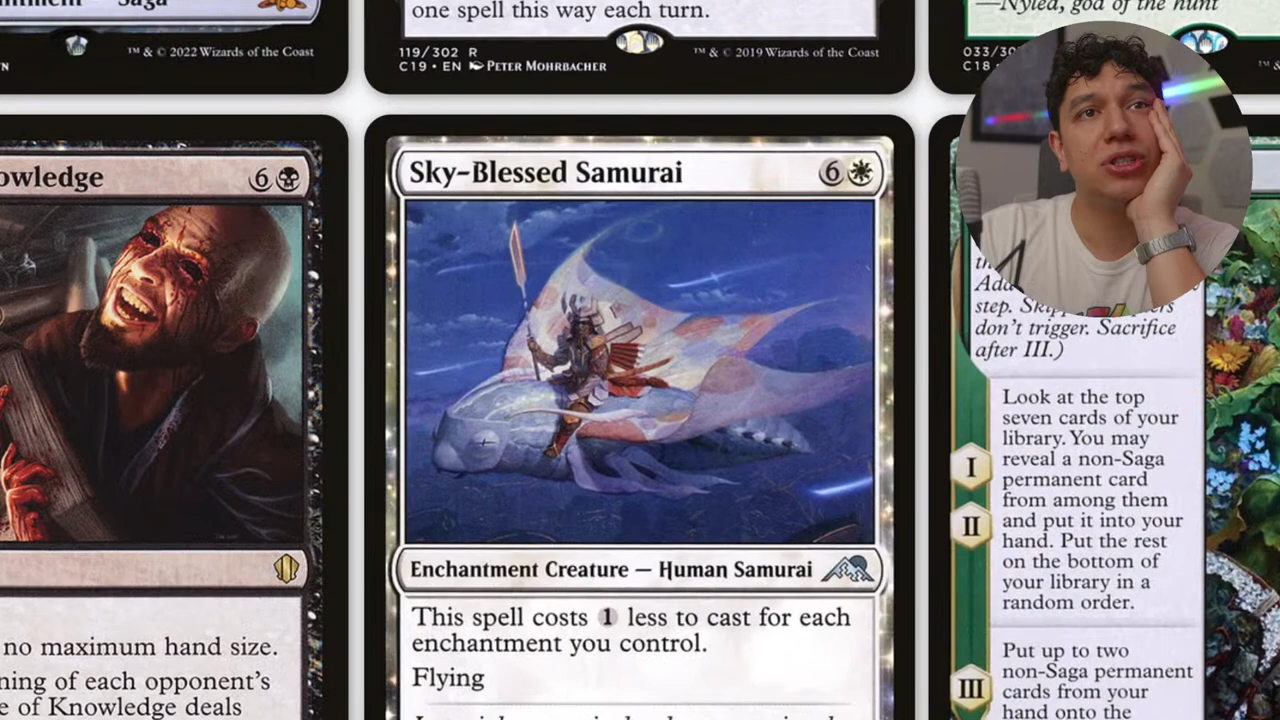 Saga
™ & © 2022 Wizards of the Coast
one spell this way each turn.
119/302 R
C19 • EN PETER MOHRBACHER
™ & © 2019 Wizards of the Coast
—Nylea, god of the hunt
C18
owledge
6
no maximum hand size.
ning of each opponent's
e of Knowledge deals
Sky-Blessed Samurai
6
Enchantment Creature — Human Samurai
This spell costs 1 less to cast for each
enchantment you control.
Flying
step.
don't trigger. Sacrifice
after III.)
I
II
Look at the top
seven cards of your
library. You may
reveal a non-Saga
permanent card
from among them
and put it into your
hand. Put the rest
on the bottom of
your library in a
random order.
III
Put up to two
non-Saga permanent
cards from your
hand onto the